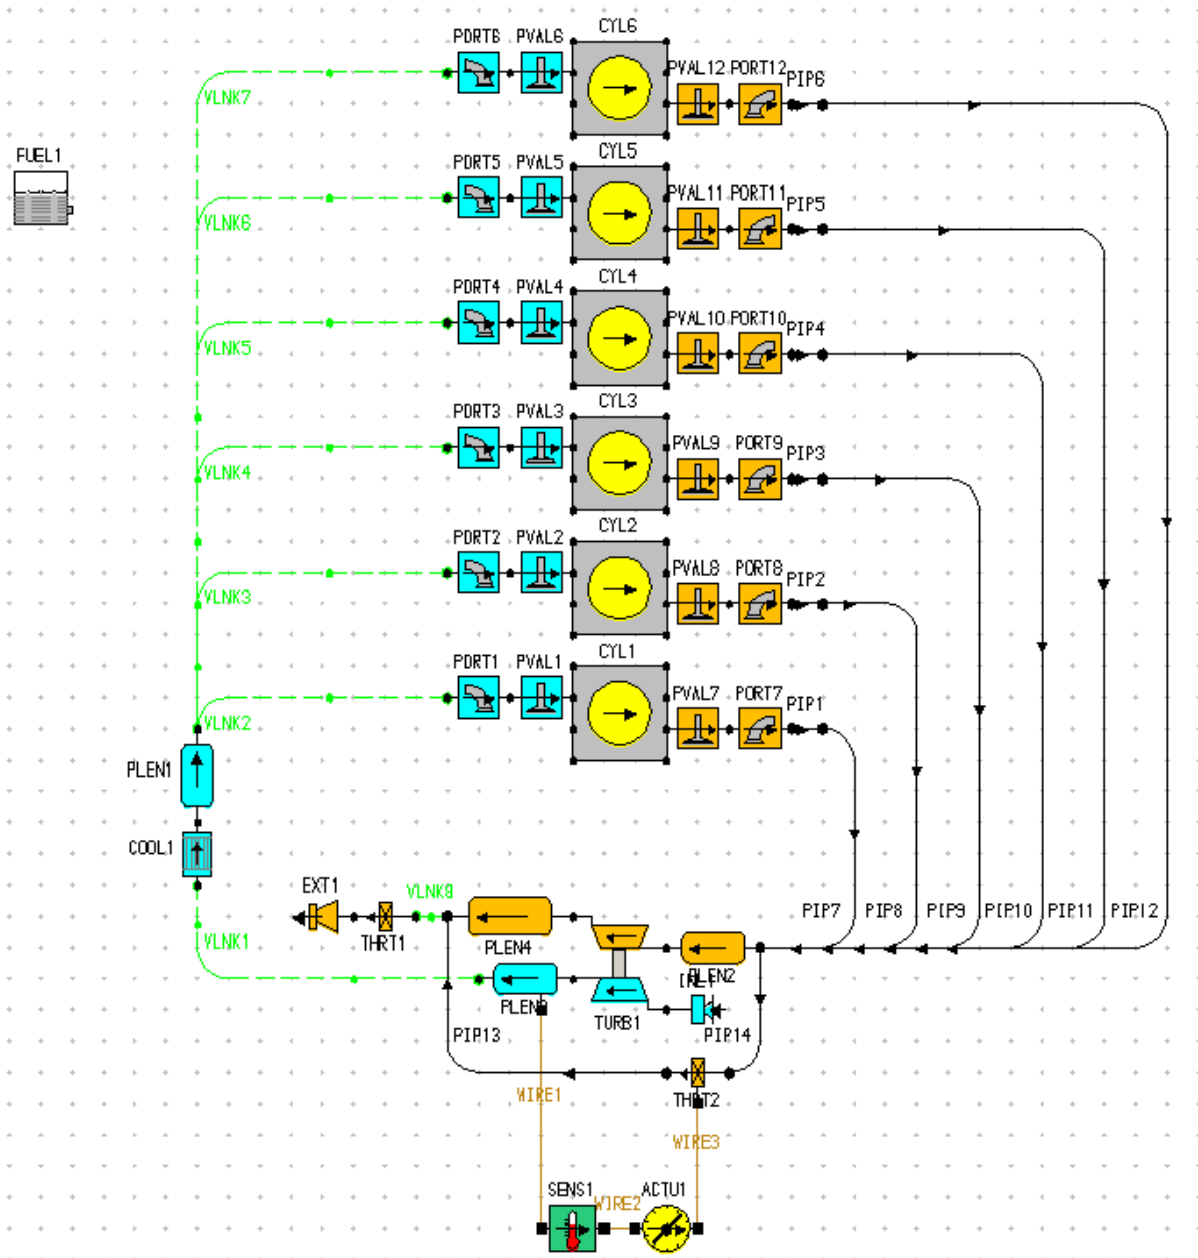 CYL6
PORT6 PVAL6
PVAL12 PORT12 PIP6
VLNK7
FUEL1
CYL5
PORT5 PVAL5
PVAL11 PORT11 PIP5
VLNK6
CYL4
PORT4 PVAL4
PVAL10 PORT10 PIP4
VLNK5
CYL3
PORT3 PVAL3
PVAL9 PORT9 PIP3
VLNK4
CYL2
PORT2 PVAL2
PVAL8 PORT8 PIP2
VLNK3
CYL1
PORT1 PVAL1
PVAL7 PORT7 PIP1
VLNK2
PLEN1
COOL1
EXT1 VLNK8
PIP7 PIP8 PIP9 PIP10 PIP11 PIP12
VLNK1 THRT1 PLEN4
PLEN2
TURB1
PIP13 PIP14
WIRE1 THRT2
WIRE3
SENS1 WIRE2 ACTU1